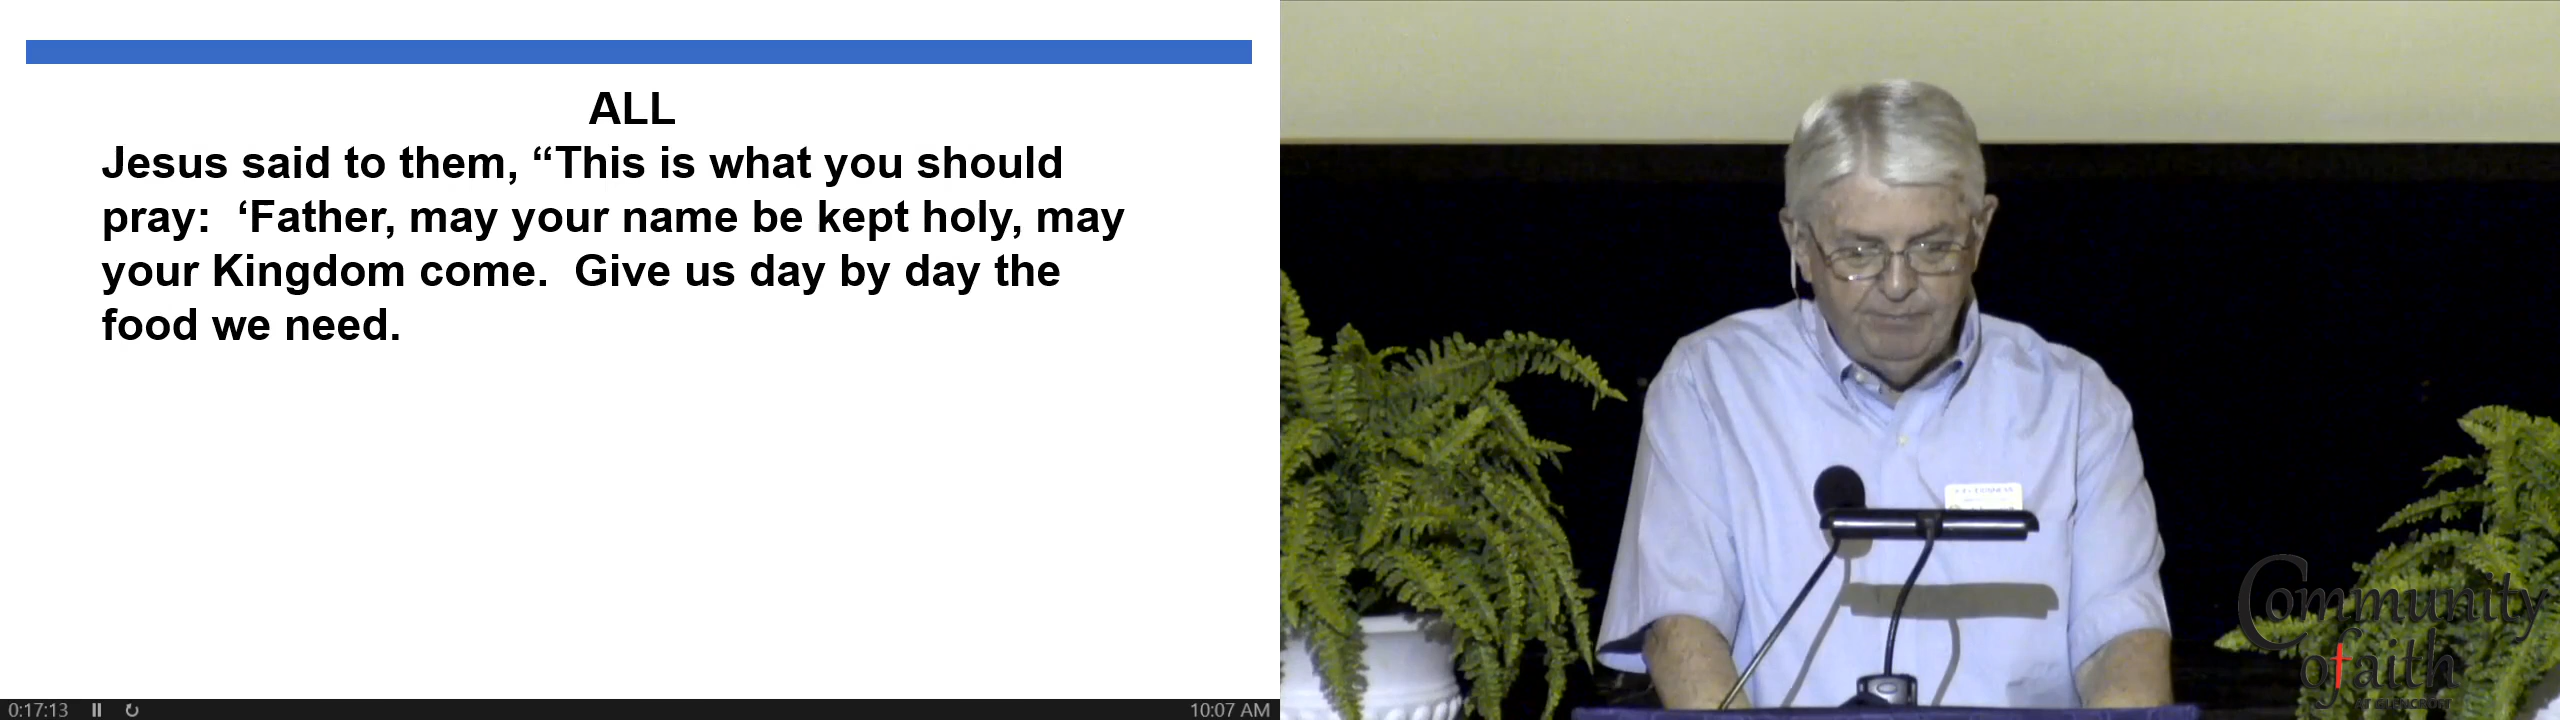 ALL
Jesus said to them, “This is what you should
pray:  ‘Father, may your name be kept holy, may
your Kingdom come.  Give us day by day the
food we need.
0:17:13
10:07 AM
Community
of faith